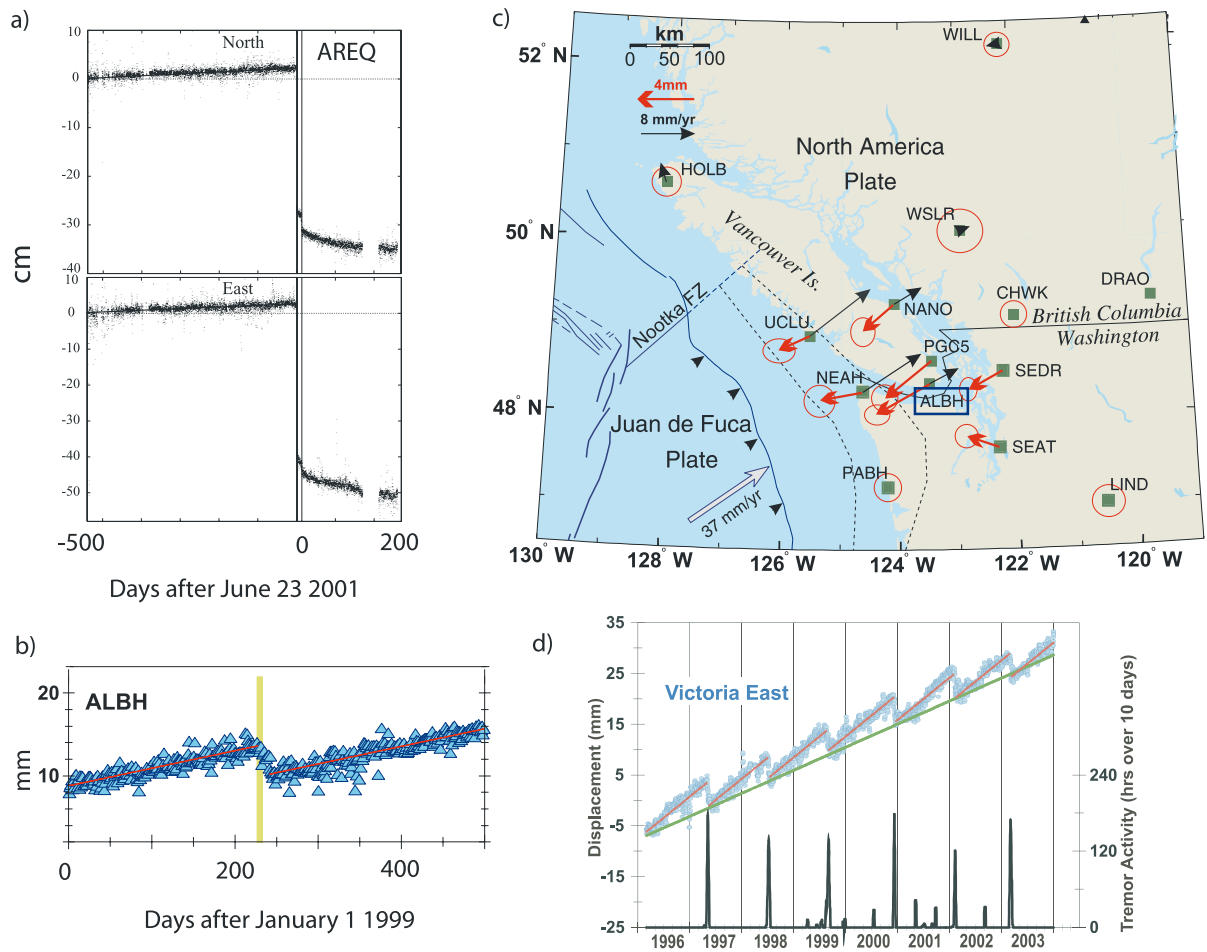 a)
North
AREQ
10
0
-10
-20
-30
-40
cm
East
10
0
-10
-20
-30
-40
-50
-500
0
200
Days after June 23 2001
b)
ALBH
20
10
mm
0
200
400
Days after January 1 1999
c)
52° N
50° N
48° N
km
0 50 100
4mm
8 mm/yr
WILL
North America
Plate
HOLB
WSLR
Vancouver Is.
DRAO
CHWK
NANO
British Columbia
Washington
Nootka FZ
UCLU
PGC5
SEDR
NEAH
ALBH
Juan de Fuca
Plate
SEAT
PABH
LIND
37 mm/yr
130° W
128° W
126° W
124° W
122° W
120° W
d)
Victoria East
Displacement (mm)
35
25
15
5
-5
-15
-25
240
120
0
Tremor Activity (hrs over 10 days)
1996 1997 1998 1999 2000 2001 2002 2003